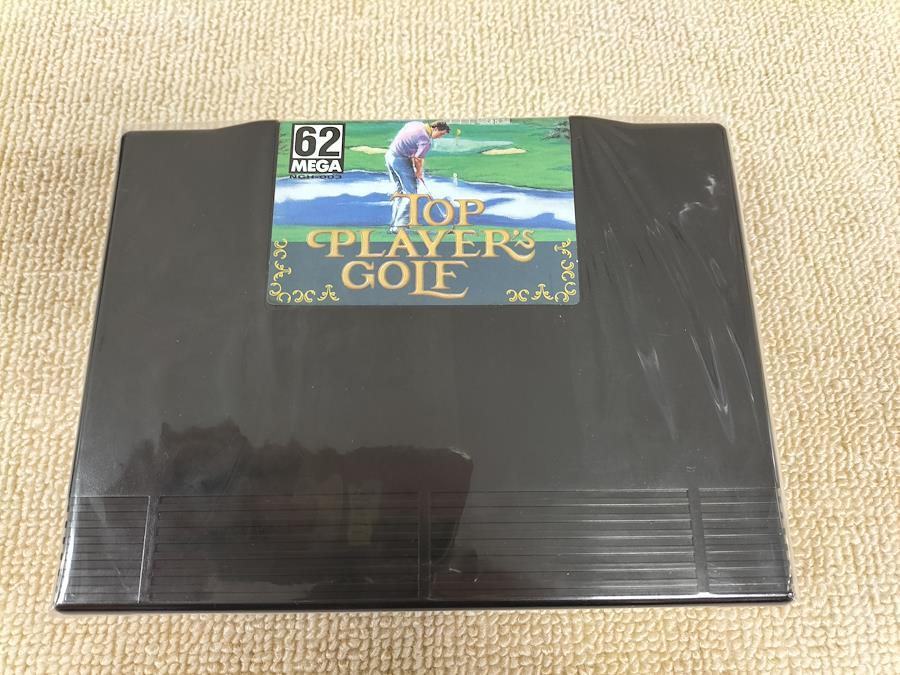 62
MEGA
NGH-003
TOP
PLAYER'S
GOLF